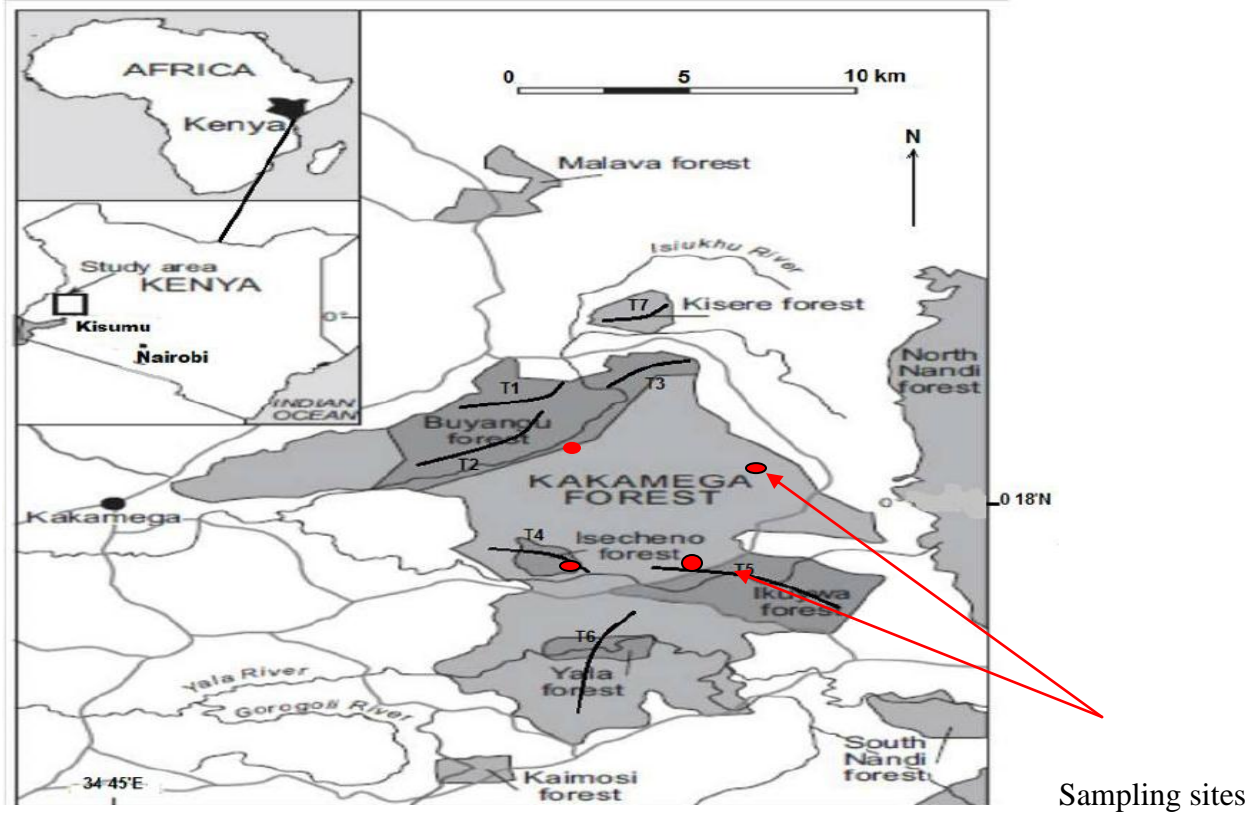 AFRICA
Kenya
0 5 10 km
N
Malava forest
Isiukhu River
Study area
KENYA
0°
Kisumu
Nairobi
INDIAN
OCEAN
T7
Kisere forest
North
Nandi
forest
T1
T3
Buyangu
forest
T2
KAKAMEGA
FOREST
0 18'N
Kakamega
T4
Isecheno
forest
T5
Ikuywa
forest
T6
Yala
forest
Yala River
Gorogoli River
South
Nandi
forest
34 45'E
Kaimosi
forest
Sampling sites